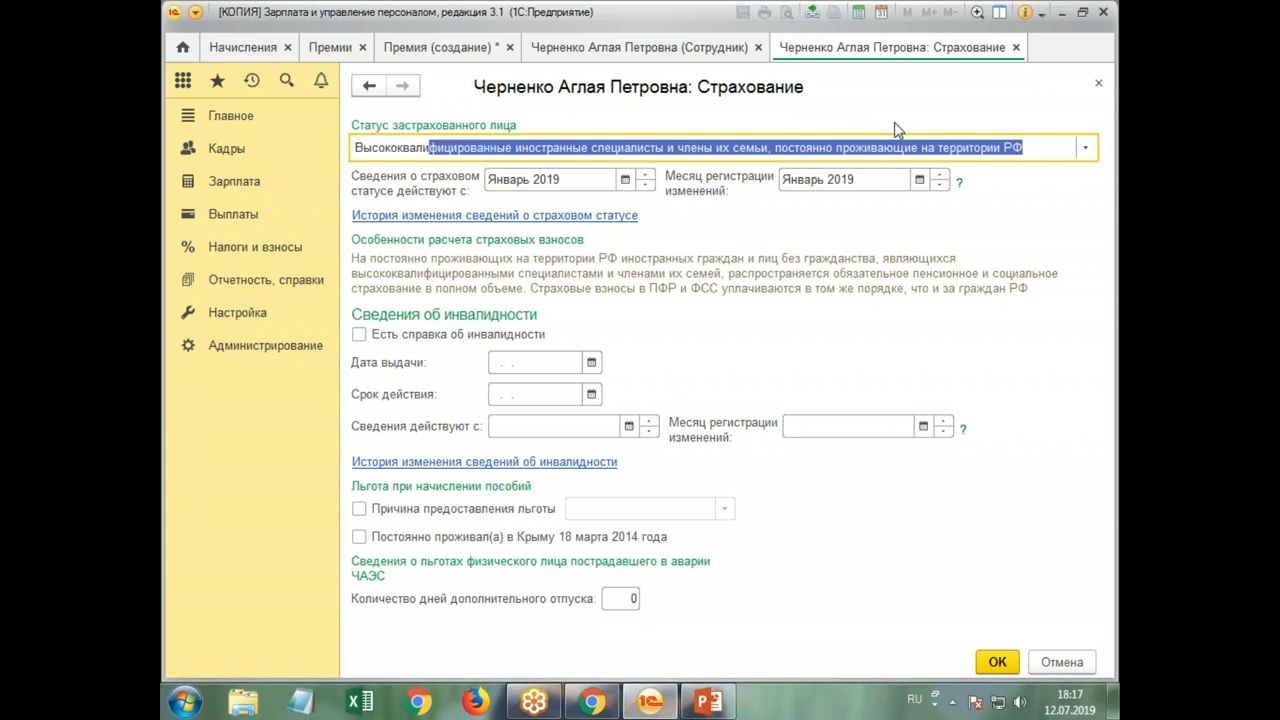 [КОПИЯ] Зарплата и управление персоналом, редакция 3.1 (1С:Предприятие)
M M+ M-
Начисления × Премии × Премия (создание) * × Черненко Аглая Петровна (Сотрудник) × Черненко Аглая Петровна: Страхование ×
Главное
Кадры
Зарплата
Выплаты
Налоги и взносы
Отчетность, справки
Настройка
Администрирование
Черненко Аглая Петровна: Страхование
Статус застрахованного лица
Высококвалифицированные иностранные специалисты и члены их семьи, постоянно проживающие на территории РФ
Сведения о страховом статусе действуют с: Январь 2019 Месяц регистрации изменений: Январь 2019 ?
История изменения сведений о страховом статусе
Особенности расчета страховых взносов
На постоянно проживающих на территории РФ иностранных граждан и лиц без гражданства, являющихся
высококвалифицированными специалистами и членами их семей, распространяется обязательное пенсионное и социальное
страхование в полном объеме. Страховые взносы в ПФР и ФСС уплачиваются в том же порядке, что и за граждан РФ
Сведения об инвалидности
Есть справка об инвалидности
Дата выдачи: . .
Срок действия: . .
Сведения действуют с: Месяц регистрации изменений: ?
История изменения сведений об инвалидности
Льгота при начислении пособий
Причина предоставления льготы
Постоянно проживал(а) в Крыму 18 марта 2014 года
Сведения о льготах физического лица пострадавшего в аварии
ЧАЭС
Количество дней дополнительного отпуска: 0
ОК Отмена
RU 18:17
12.07.2019